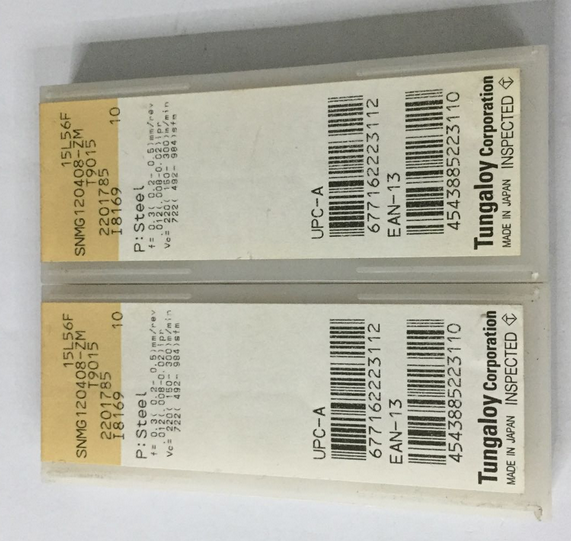 15L56F
SNMG120408-ZM
T9015
2201785
I8169 10
P:Steel
f= 0.3( 0.2- 0.5)mm/rev
.012(.008-0.02)ipr
Vc= 220( 150- 300)m/min
722( 492- 984)sfm
UPC-A
677162223112
EAN-13
4543885223110
Tungaloy Corporation
MADE IN JAPAN INSPECTED
15L56F
SNMG120408-ZM
T9015
2201785
I8169 10
P:Steel
f= 0.3( 0.2- 0.5)mm/rev
.012(.008-0.02)ipr
Vc= 220( 150- 300)m/min
722( 492- 984)sfm
UPC-A
677162223112
EAN-13
4543885223110
Tungaloy Corporation
MADE IN JAPAN INSPECTED